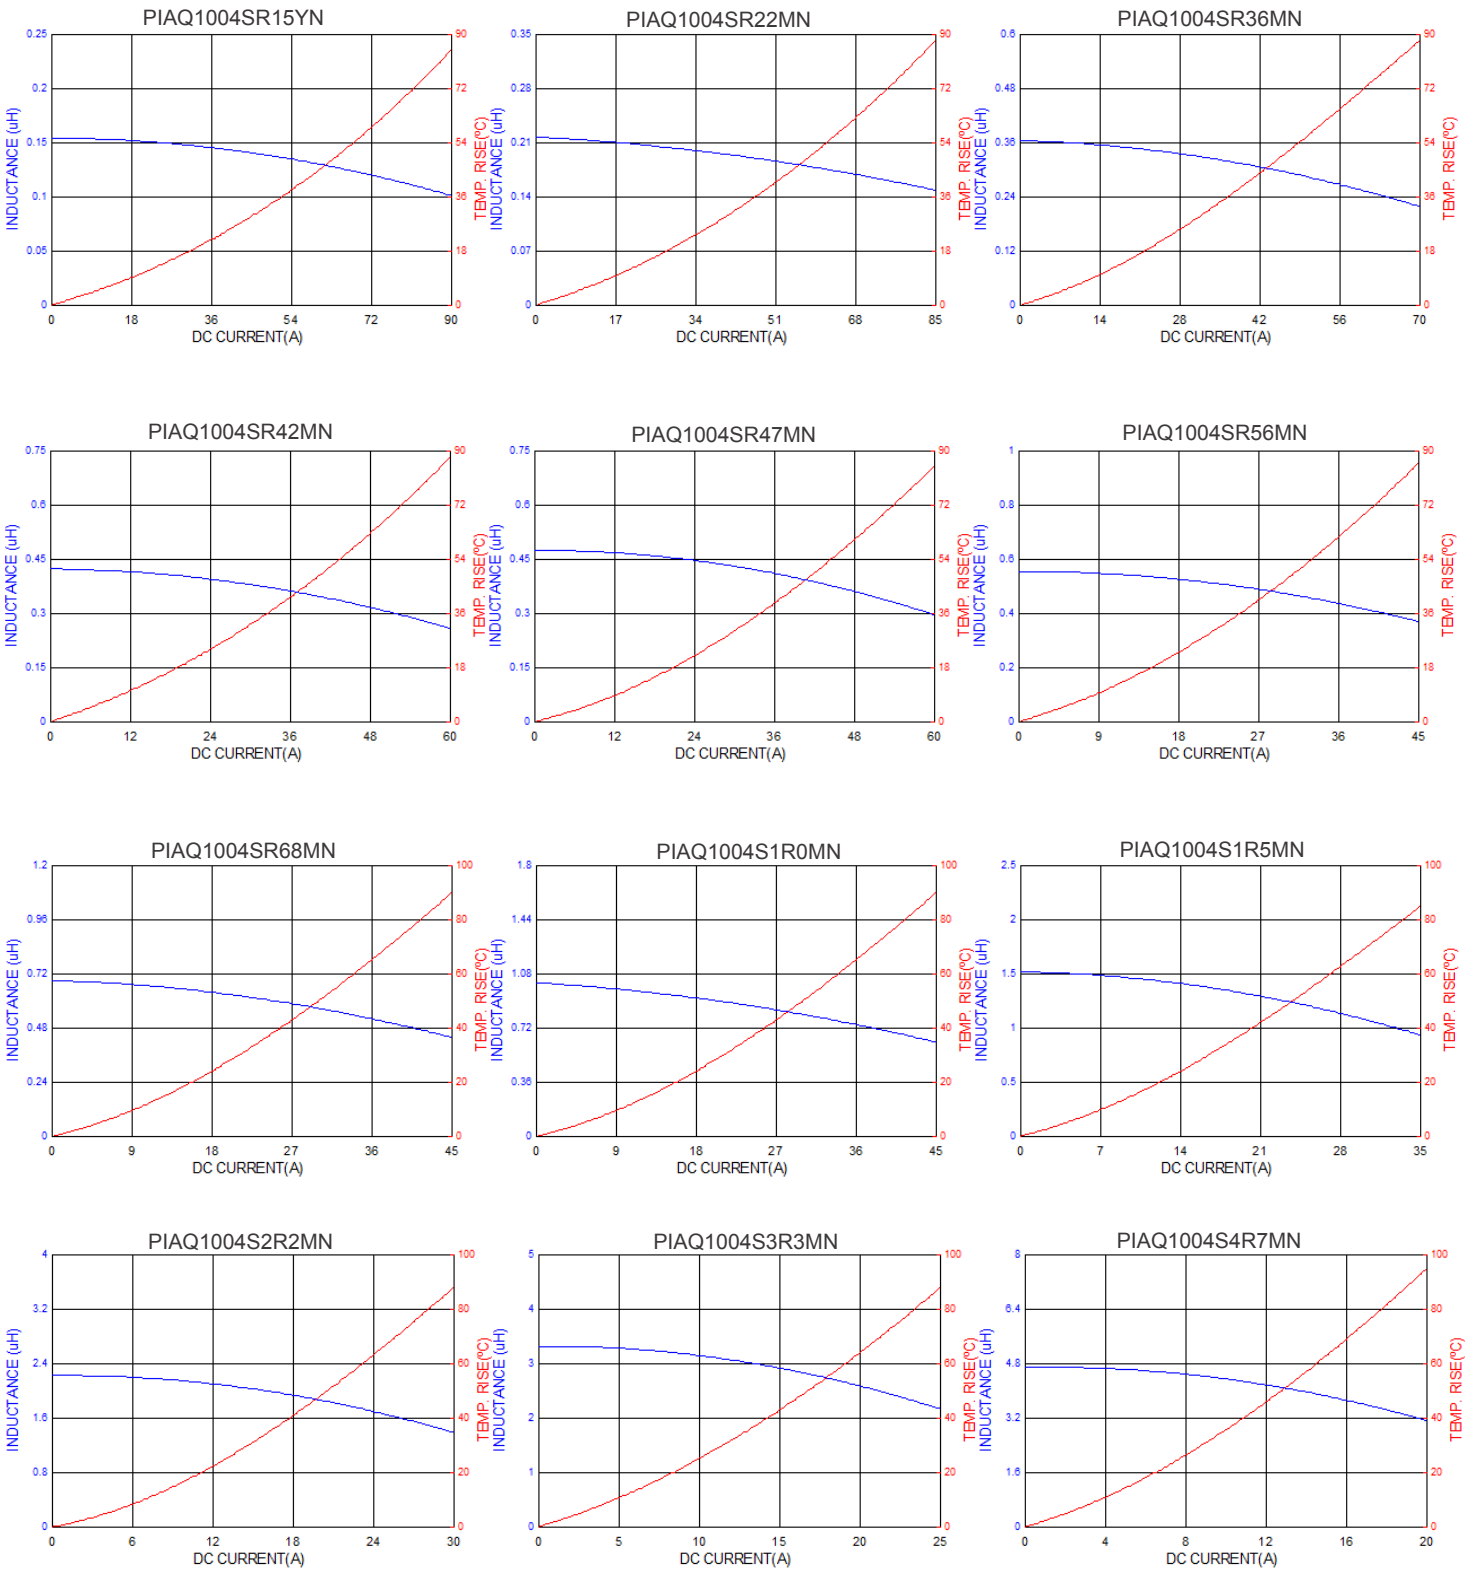 PIAQ1004SR15YN
0.25
0.2
0.15
0.1
0.05
0
INDUCTANCE (uH)
90
72
54
36
18
0
TEMP. RISE(ºC)
0 18 36 54 72 90
DC CURRENT(A)
PIAQ1004SR22MN
0.35
0.28
0.21
0.14
0.07
0
INDUCTANCE (uH)
90
72
54
36
18
0
TEMP. RISE(ºC)
0 17 34 51 68 85
DC CURRENT(A)
PIAQ1004SR36MN
0.6
0.48
0.36
0.24
0.12
0
INDUCTANCE (uH)
90
72
54
36
18
0
TEMP. RISE(ºC)
0 14 28 42 56 70
DC CURRENT(A)
PIAQ1004SR42MN
0.75
0.6
0.45
0.3
0.15
0
INDUCTANCE (uH)
90
72
54
36
18
0
TEMP. RISE(ºC)
0 12 24 36 48 60
DC CURRENT(A)
PIAQ1004SR47MN
0.75
0.6
0.45
0.3
0.15
0
INDUCTANCE (uH)
90
72
54
36
18
0
TEMP. RISE(ºC)
0 12 24 36 48 60
DC CURRENT(A)
PIAQ1004SR56MN
1
0.8
0.6
0.4
0.2
0
INDUCTANCE (uH)
90
72
54
36
18
0
TEMP. RISE(ºC)
0 9 18 27 36 45
DC CURRENT(A)
PIAQ1004SR68MN
1.2
0.96
0.72
0.48
0.24
0
INDUCTANCE (uH)
100
80
60
40
20
0
TEMP. RISE(ºC)
0 9 18 27 36 45
DC CURRENT(A)
PIAQ1004S1R0MN
1.8
1.44
1.08
0.72
0.36
0
INDUCTANCE (uH)
100
80
60
40
20
0
TEMP. RISE(ºC)
0 9 18 27 36 45
DC CURRENT(A)
PIAQ1004S1R5MN
2.5
2
1.5
1
0.5
0
INDUCTANCE (uH)
100
80
60
40
20
0
TEMP. RISE(ºC)
0 7 14 21 28 35
DC CURRENT(A)
PIAQ1004S2R2MN
4
3.2
2.4
1.6
0.8
0
INDUCTANCE (uH)
100
80
60
40
20
0
TEMP. RISE(ºC)
0 6 12 18 24 30
DC CURRENT(A)
PIAQ1004S3R3MN
5
4
3
2
1
0
INDUCTANCE (uH)
100
80
60
40
20
0
TEMP. RISE(ºC)
0 5 10 15 20 25
DC CURRENT(A)
PIAQ1004S4R7MN
8
6.4
4.8
3.2
1.6
0
INDUCTANCE (uH)
100
80
60
40
20
0
TEMP. RISE(ºC)
0 4 8 12 16 20
DC CURRENT(A)